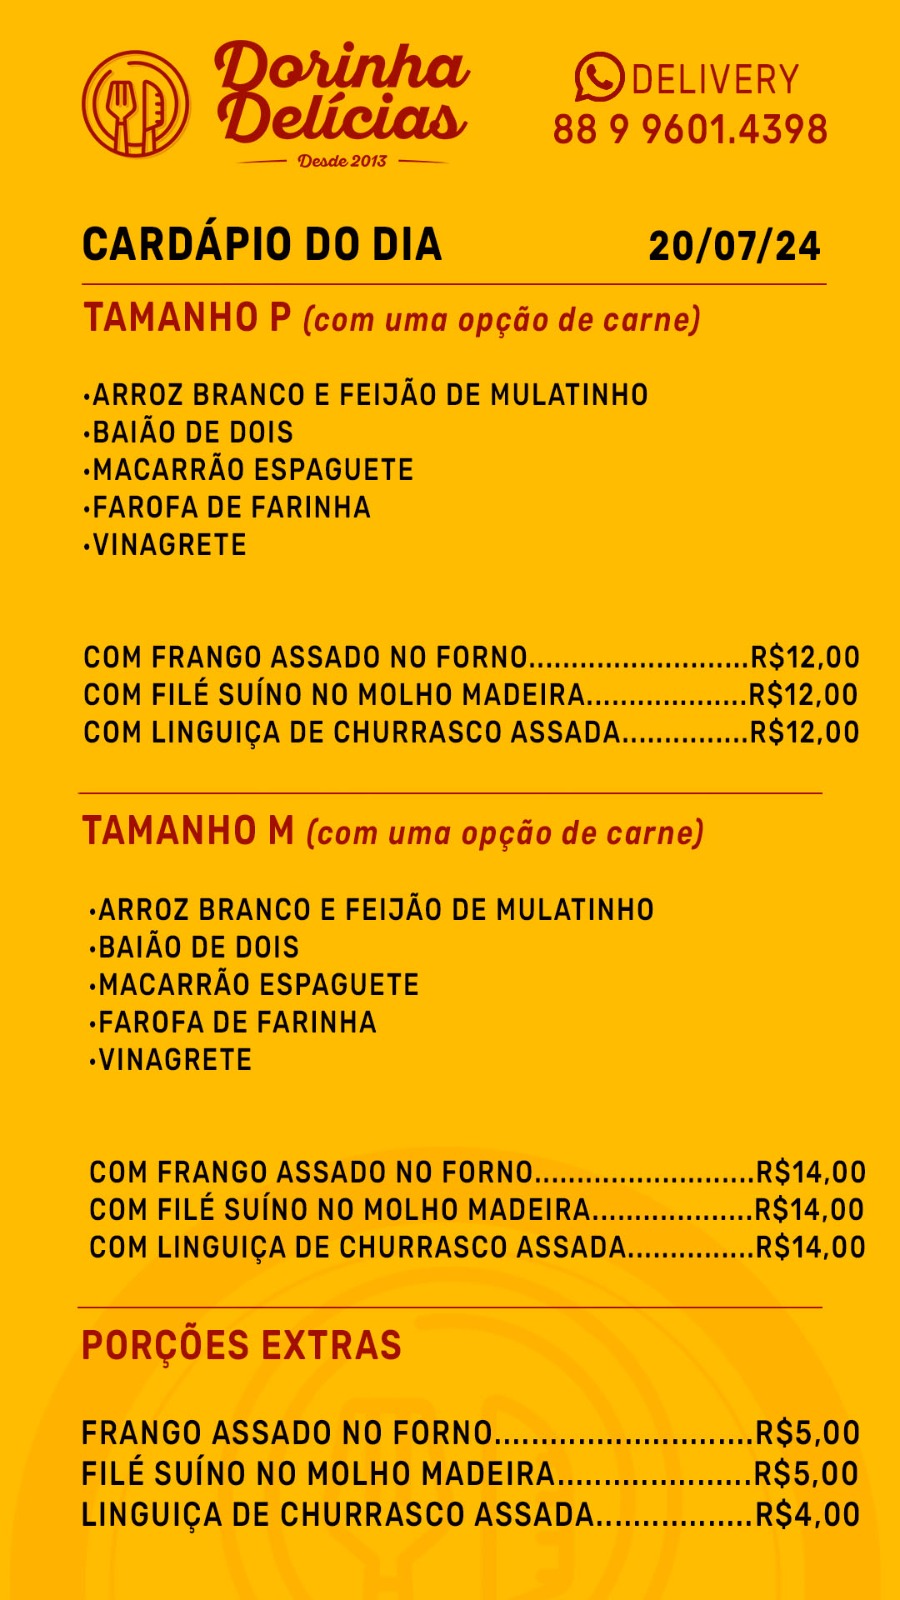 Dorinha
Delícias
Desde 2013
DELIVERY
88 9 9601.4398
CARDÁPIO DO DIA 20/07/24
TAMANHO P (com uma opção de carne)
•ARROZ BRANCO E FEIJÃO DE MULATINHO
•BAIÃO DE DOIS
•MACARRÃO ESPAGUETE
•FAROFA DE FARINHA
•VINAGRETE
COM FRANGO ASSADO NO FORNO..........................R$12,00
COM FILÉ SUÍNO NO MOLHO MADEIRA...................R$12,00
COM LINGUIÇA DE CHURRASCO ASSADA...............R$12,00
TAMANHO M (com uma opção de carne)
•ARROZ BRANCO E FEIJÃO DE MULATINHO
•BAIÃO DE DOIS
•MACARRÃO ESPAGUETE
•FAROFA DE FARINHA
•VINAGRETE
COM FRANGO ASSADO NO FORNO..........................R$14,00
COM FILÉ SUÍNO NO MOLHO MADEIRA...................R$14,00
COM LINGUIÇA DE CHURRASCO ASSADA...............R$14,00
PORÇÕES EXTRAS
FRANGO ASSADO NO FORNO............................R$5,00
FILÉ SUÍNO NO MOLHO MADEIRA.....................R$5,00
LINGUIÇA DE CHURRASCO ASSADA.................R$4,00